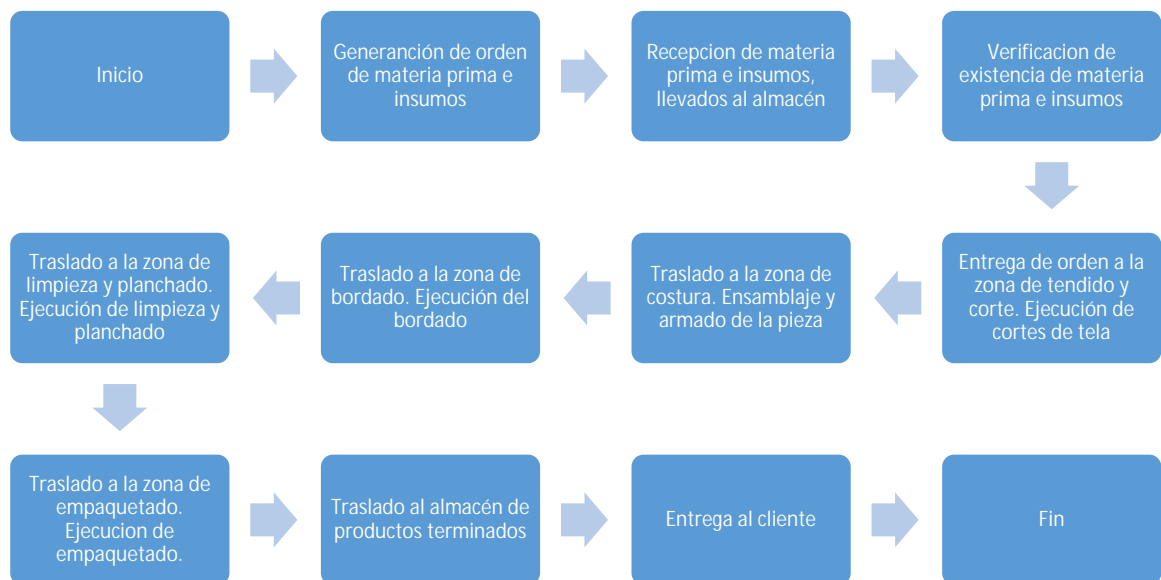 Inicio
Generanción de orden
de materia prima e
insumos
Recepcion de materia
prima e insumos,
llevados al almacén
Verificacion de
existencia de materia
prima e insumos
Entrega de orden a la
zona de tendido y
corte. Ejecución de
cortes de tela
Traslado a la zona de
costura. Ensamblaje y
armado de la pieza
Traslado a la zona de
bordado. Ejecución del
bordado
Traslado a la zona de
limpieza y planchado.
Ejecución de limpieza y
planchado
Traslado a la zona de
empaquetado.
Ejecucion de
empaquetado.
Traslado al almacén de
productos terminados
Entrega al cliente
Fin